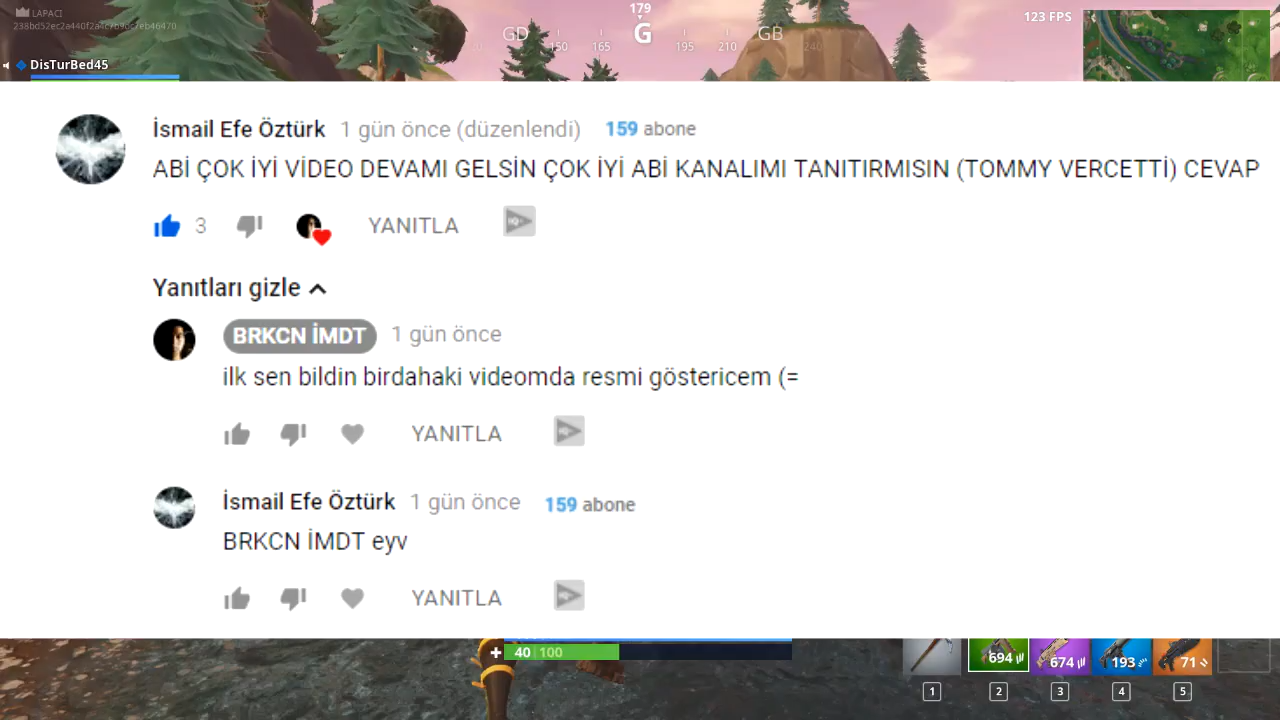 LAPACI
179
GD 150 165 G 195 210 GB 240
123 FPS
DisTurBed45
İsmail Efe Öztürk 1 gün önce (düzenlendi) 159 abone
ABİ ÇOK İYİ VİDEO DEVAMI GELSİN ÇOK İYİ ABİ KANALIMI TANITIRMISIN (TOMMY VERCETTİ) CEVAP
3 YANITLA
Yanıtları gizle
BRKCN İMDT 1 gün önce
ilk sen bildin birdahaki videomda resmi göstericem (=
YANITLA
İsmail Efe Öztürk 1 gün önce 159 abone
BRKCN İMDT eyv
YANITLA
+ 40 | 100
694 674 193 71
1 2 3 4 5